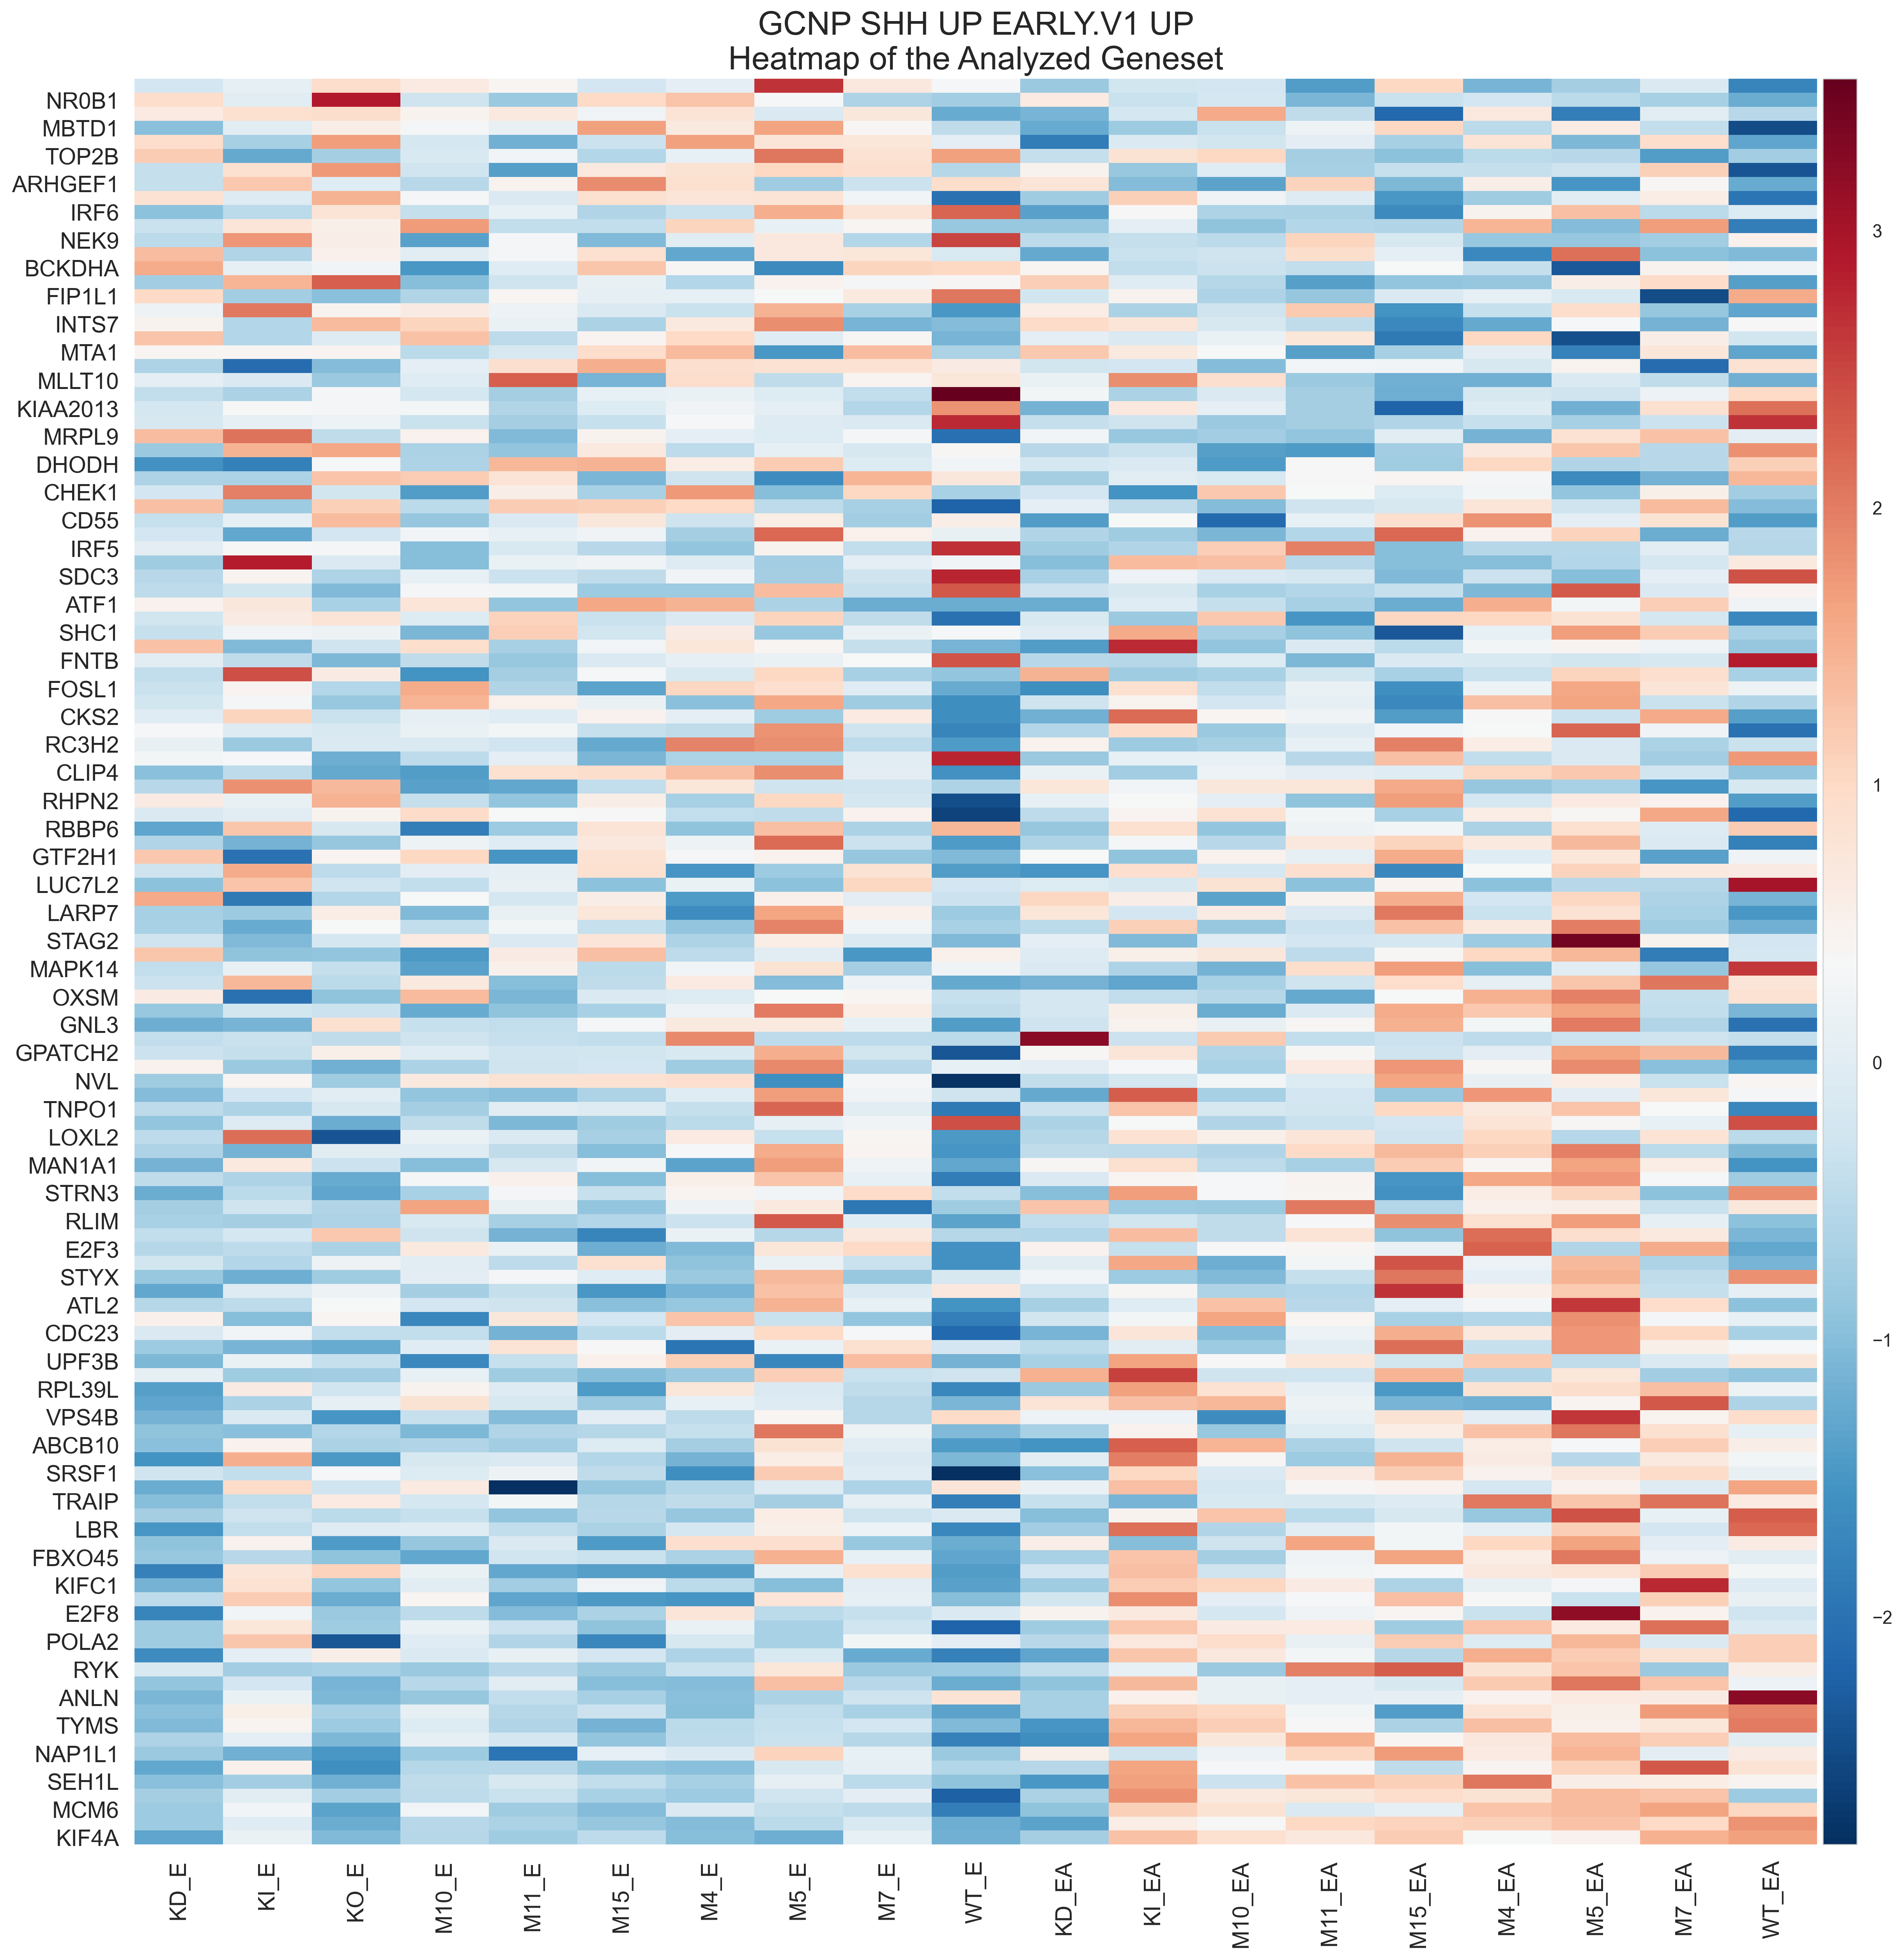 GCNP SHH UP EARLY.V1 UP
Heatmap of the Analyzed Geneset
NR0B1
MBTD1
TOP2B
ARHGEF1
IRF6
NEK9
BCKDHA
FIP1L1
INTS7
MTA1
MLLT10
KIAA2013
MRPL9
DHODH
CHEK1
CD55
IRF5
SDC3
ATF1
SHC1
FNTB
FOSL1
CKS2
RC3H2
CLIP4
RHPN2
RBBP6
GTF2H1
LUC7L2
LARP7
STAG2
MAPK14
OXSM
GNL3
GPATCH2
NVL
TNPO1
LOXL2
MAN1A1
STRN3
RLIM
E2F3
STYX
ATL2
CDC23
UPF3B
RPL39L
VPS4B
ABCB10
SRSF1
TRAIP
LBR
FBXO45
KIFC1
E2F8
POLA2
RYK
ANLN
TYMS
NAP1L1
SEH1L
MCM6
KIF4A
KD_E
KI_E
KO_E
M10_E
M11_E
M15_E
M4_E
M5_E
M7_E
WT_E
KD_EA
KI_EA
M10_EA
M11_EA
M15_EA
M4_EA
M5_EA
M7_EA
WT_EA
3
2
1
0
−1
−2